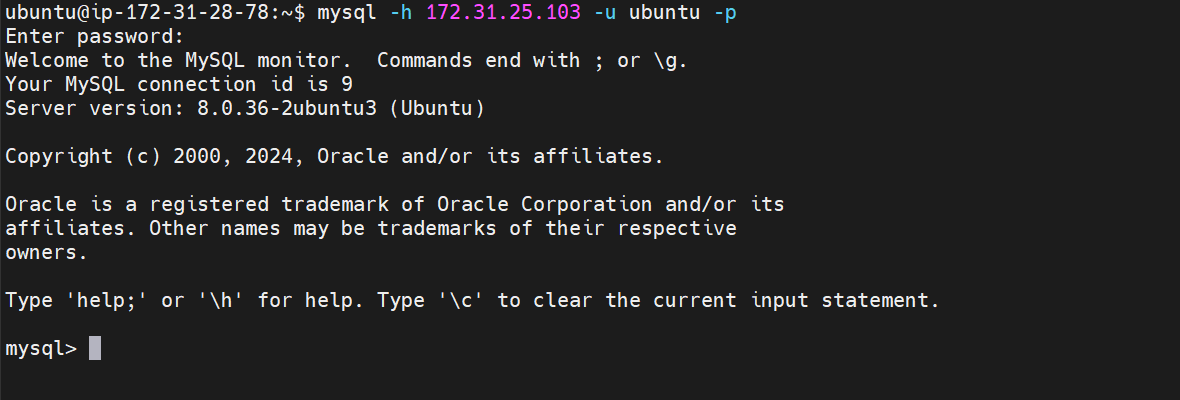 ubuntu@ip-172-31-28-78:~$ mysql -h 172.31.25.103 -u ubuntu -p
Enter password:
Welcome to the MySQL monitor.  Commands end with ; or \g.
Your MySQL connection id is 9
Server version: 8.0.36-2ubuntu3 (Ubuntu)

Copyright (c) 2000, 2024, Oracle and/or its affiliates.

Oracle is a registered trademark of Oracle Corporation and/or its
affiliates. Other names may be trademarks of their respective
owners.

Type 'help;' or '\h' for help. Type '\c' to clear the current input statement.

mysql>